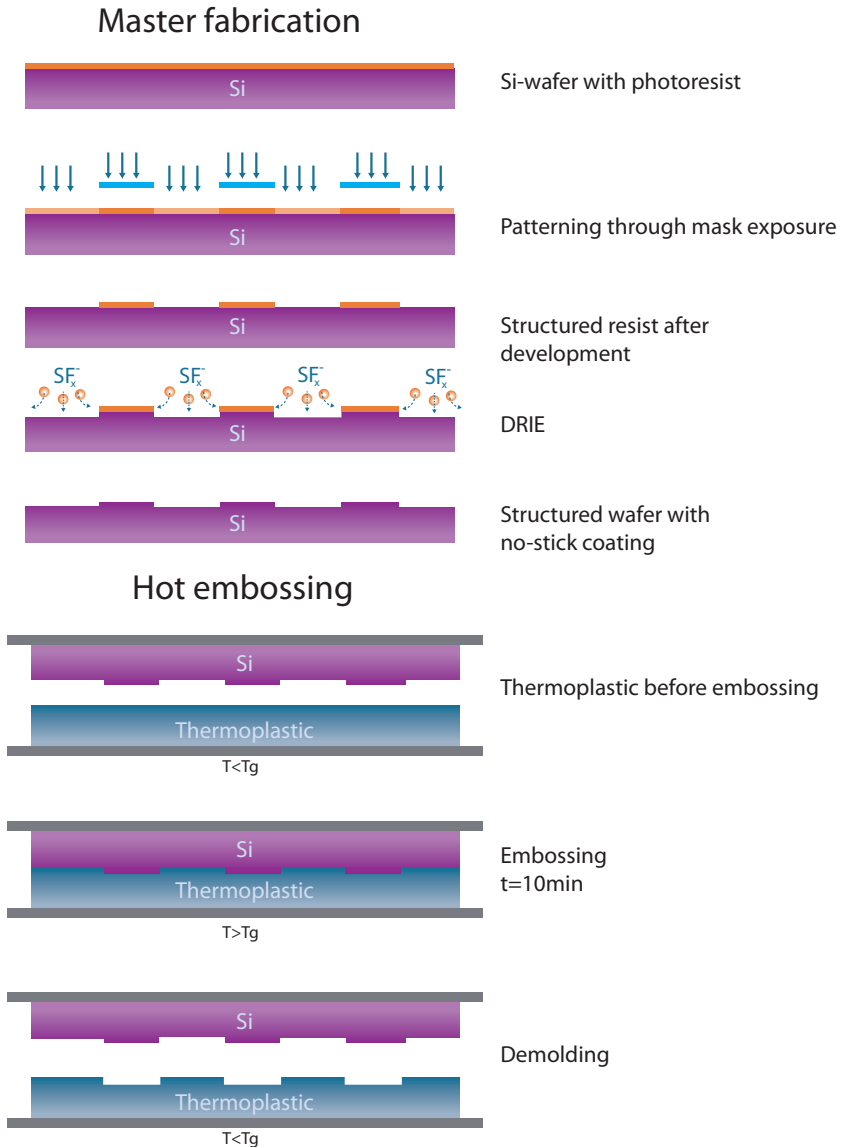 Master fabrication
Si
Si-wafer with photoresist
Si
Patterning through mask exposure
Si
Structured resist after
development
SFₓ⁻ SFₓ⁻ SFₓ⁻ SFₓ⁻
Si
DRIE
Si
Structured wafer with
no-stick coating
Hot embossing
Si
Thermoplastic before embossing
Thermoplastic
T<Tg
Si
Embossing
t=10min
Thermoplastic
T>Tg
Si
Demolding
Thermoplastic
T<Tg